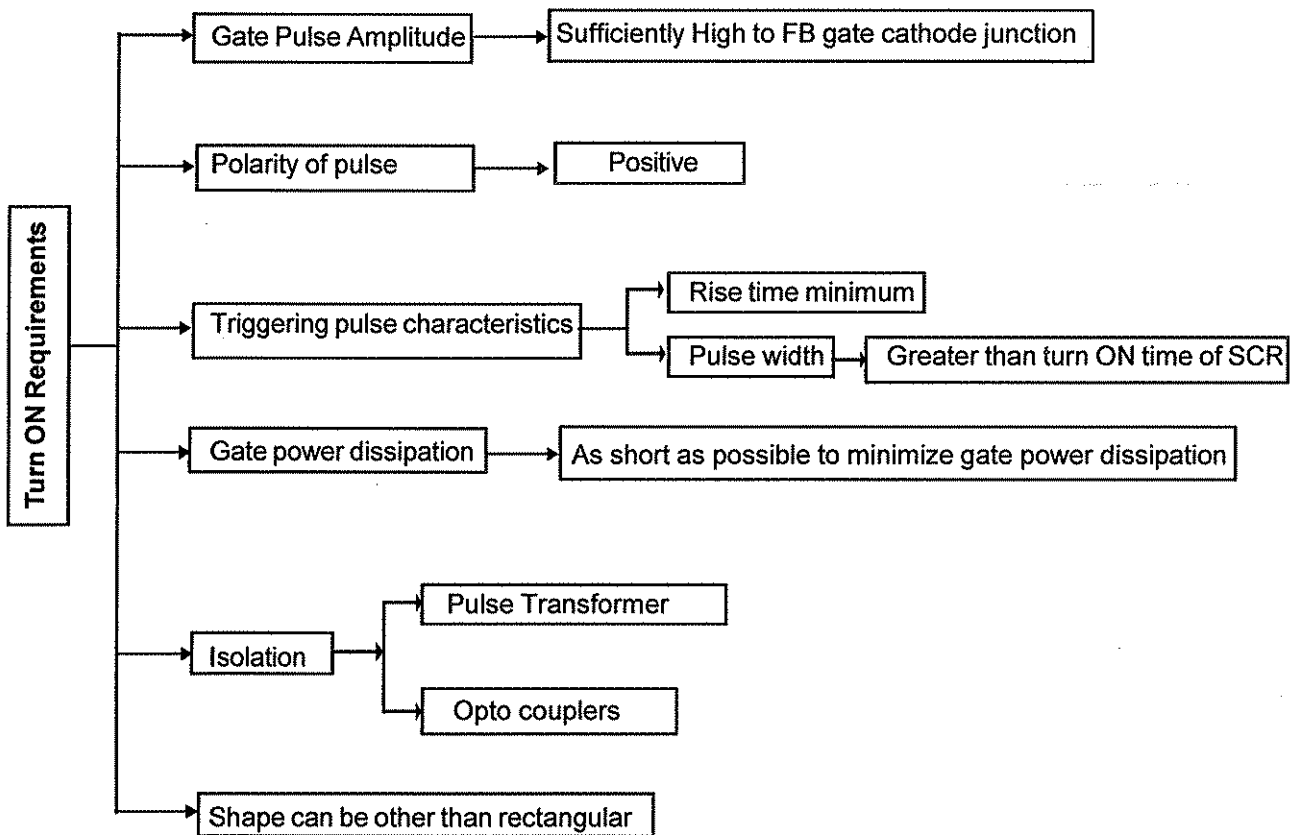 Turn ON Requirements
Gate Pulse Amplitude
Sufficiently High to FB gate cathode junction
Polarity of pulse
Positive
Triggering pulse characteristics
Rise time minimum
Pulse width
Greater than turn ON time of SCR
Gate power dissipation
As short as possible to minimize gate power dissipation
Isolation
Pulse Transformer
Opto couplers
Shape can be other than rectangular